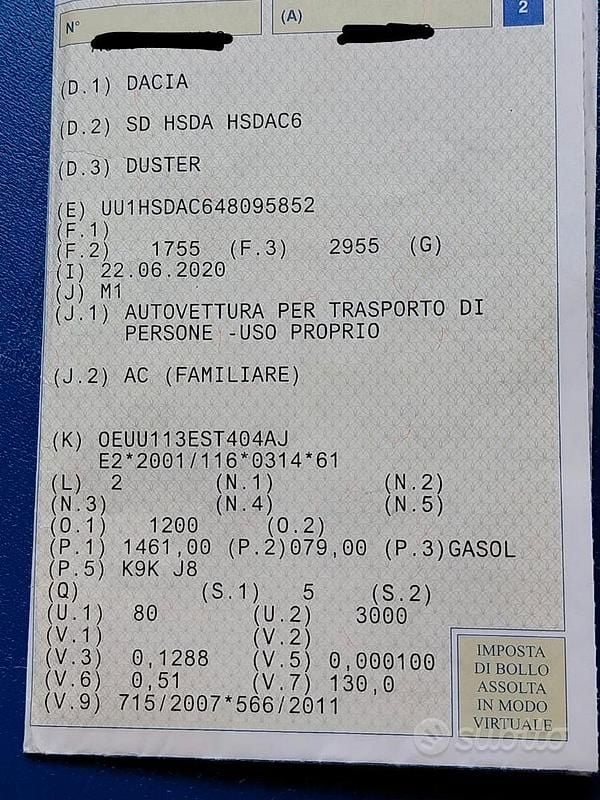 N°
(A)
2
(D.1) DACIA
(D.2) SD HSDA HSDAC6
(D.3) DUSTER
(E) UU1HSDAC648095852
(F.1)
(F.2) 1755 (F.3) 2955 (G)
(I) 22.06.2020
(J) M1
(J.1) AUTOVETTURA PER TRASPORTO DI
PERSONE -USO PROPRIO
(J.2) AC (FAMILIARE)
(K) OEUU113EST404AJ
E2*2001/116*0314*61
(L) 2 (N.1) (N.2)
(N.3) (N.4) (N.5)
(O.1) 1200 (O.2)
(P.1) 1461,00 (P.2)079,00 (P.3)GASOL
(P.5) K9K J8
(Q) (S.1) 5 (S.2)
(U.1) 80 (U.2) 3000
(V.1) (V.2)
(V.3) 0,1288 (V.5) 0,000100
(V.6) 0,51 (V.7) 130,0
(V.9) 715/2007*566/2011
IMPOSTA
DI BOLLO
ASSOLTA
IN MODO
VIRTUALE
subito